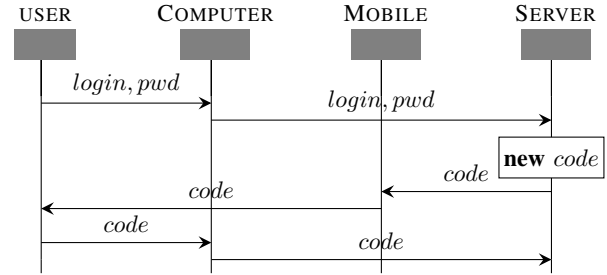 USER COMPUTER MOBILE SERVER
login, pwd
login, pwd
new code
code
code
code
code